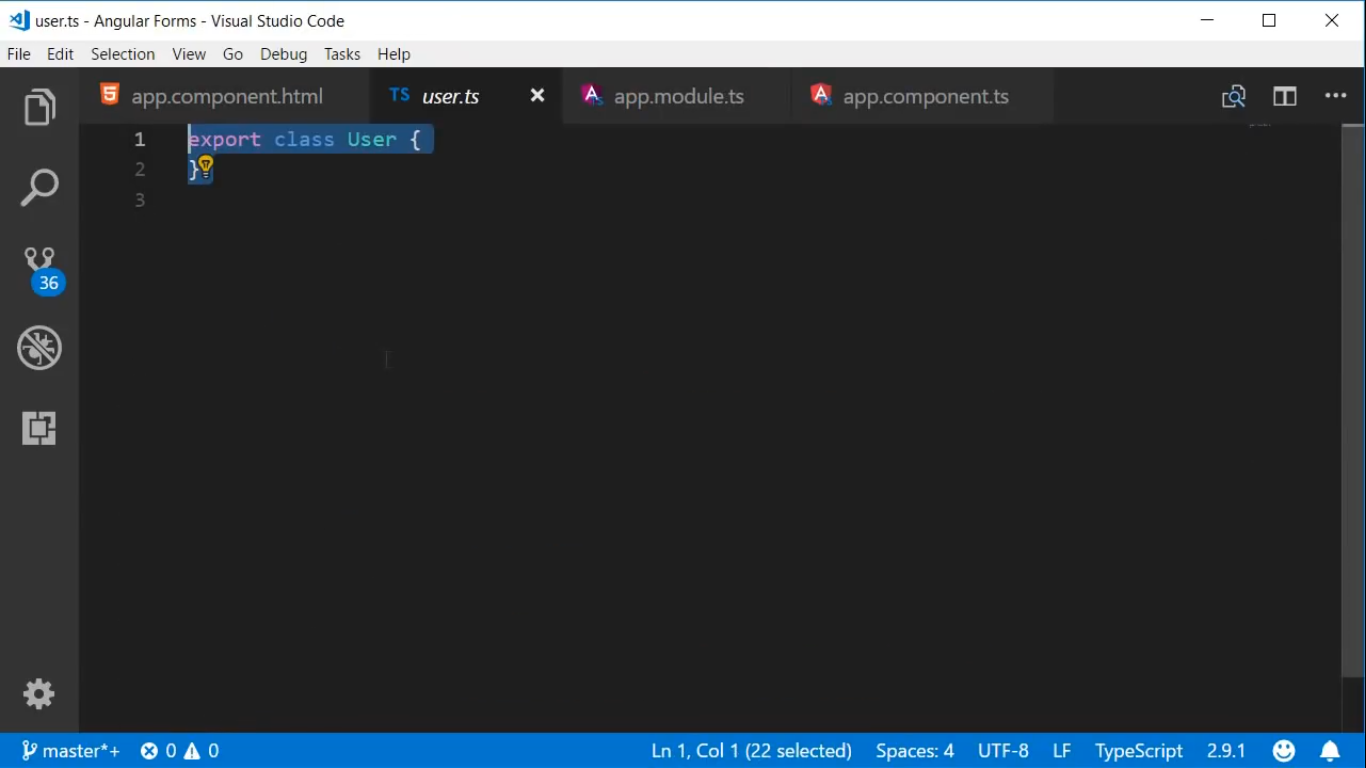 user.ts - Angular Forms - Visual Studio Code
File Edit Selection View Go Debug Tasks Help
app.component.html TS user.ts app.module.ts app.component.ts
1 export class User {
2 }
3
36
master*+ 0 0 Ln 1, Col 1 (22 selected) Spaces: 4 UTF-8 LF TypeScript 2.9.1